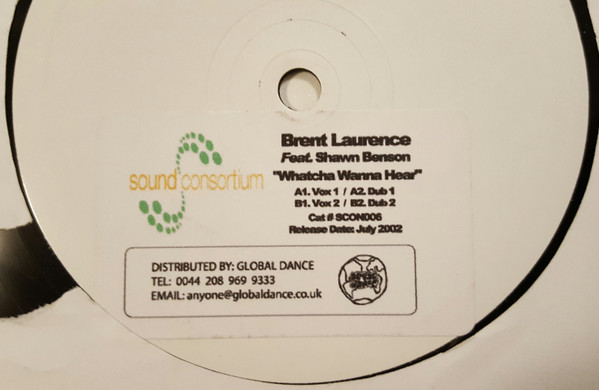 sound consortium
Brent Laurence
Feat. Shawn Benson
"Whatcha Wanna Hear"
A1. Vox 1 / A2. Dub 1
B1. Vox 2 / B2. Dub 2
Cat # SCON006
Release Date: July 2002
DISTRIBUTED BY: GLOBAL DANCE
TEL: 0044 208 969 9333
EMAIL: anyone@globaldance.co.uk